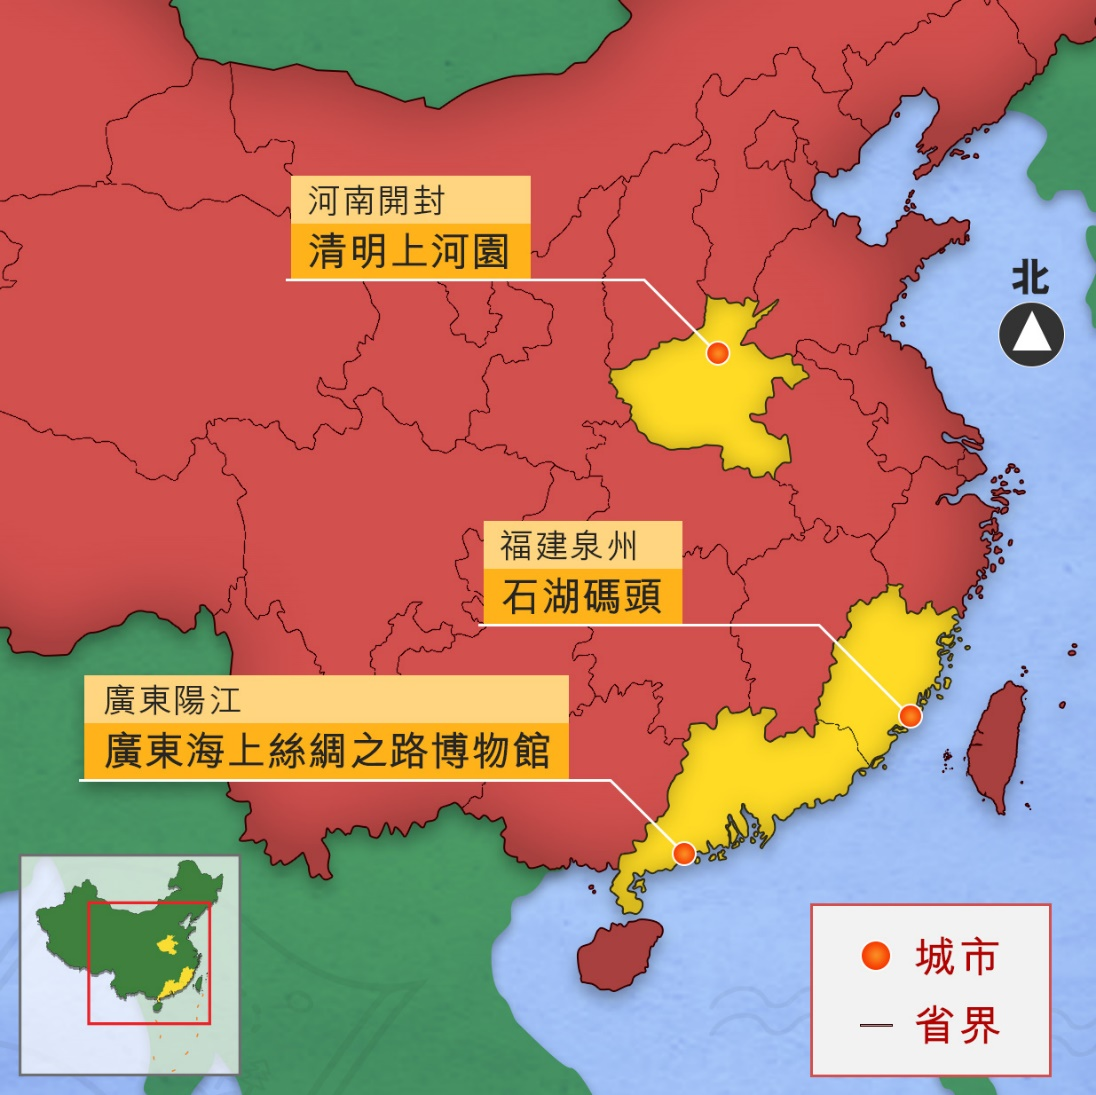 河南開封
清明上河園
北
福建泉州
石湖碼頭
廣東陽江
廣東海上絲綢之路博物館
城市
省界